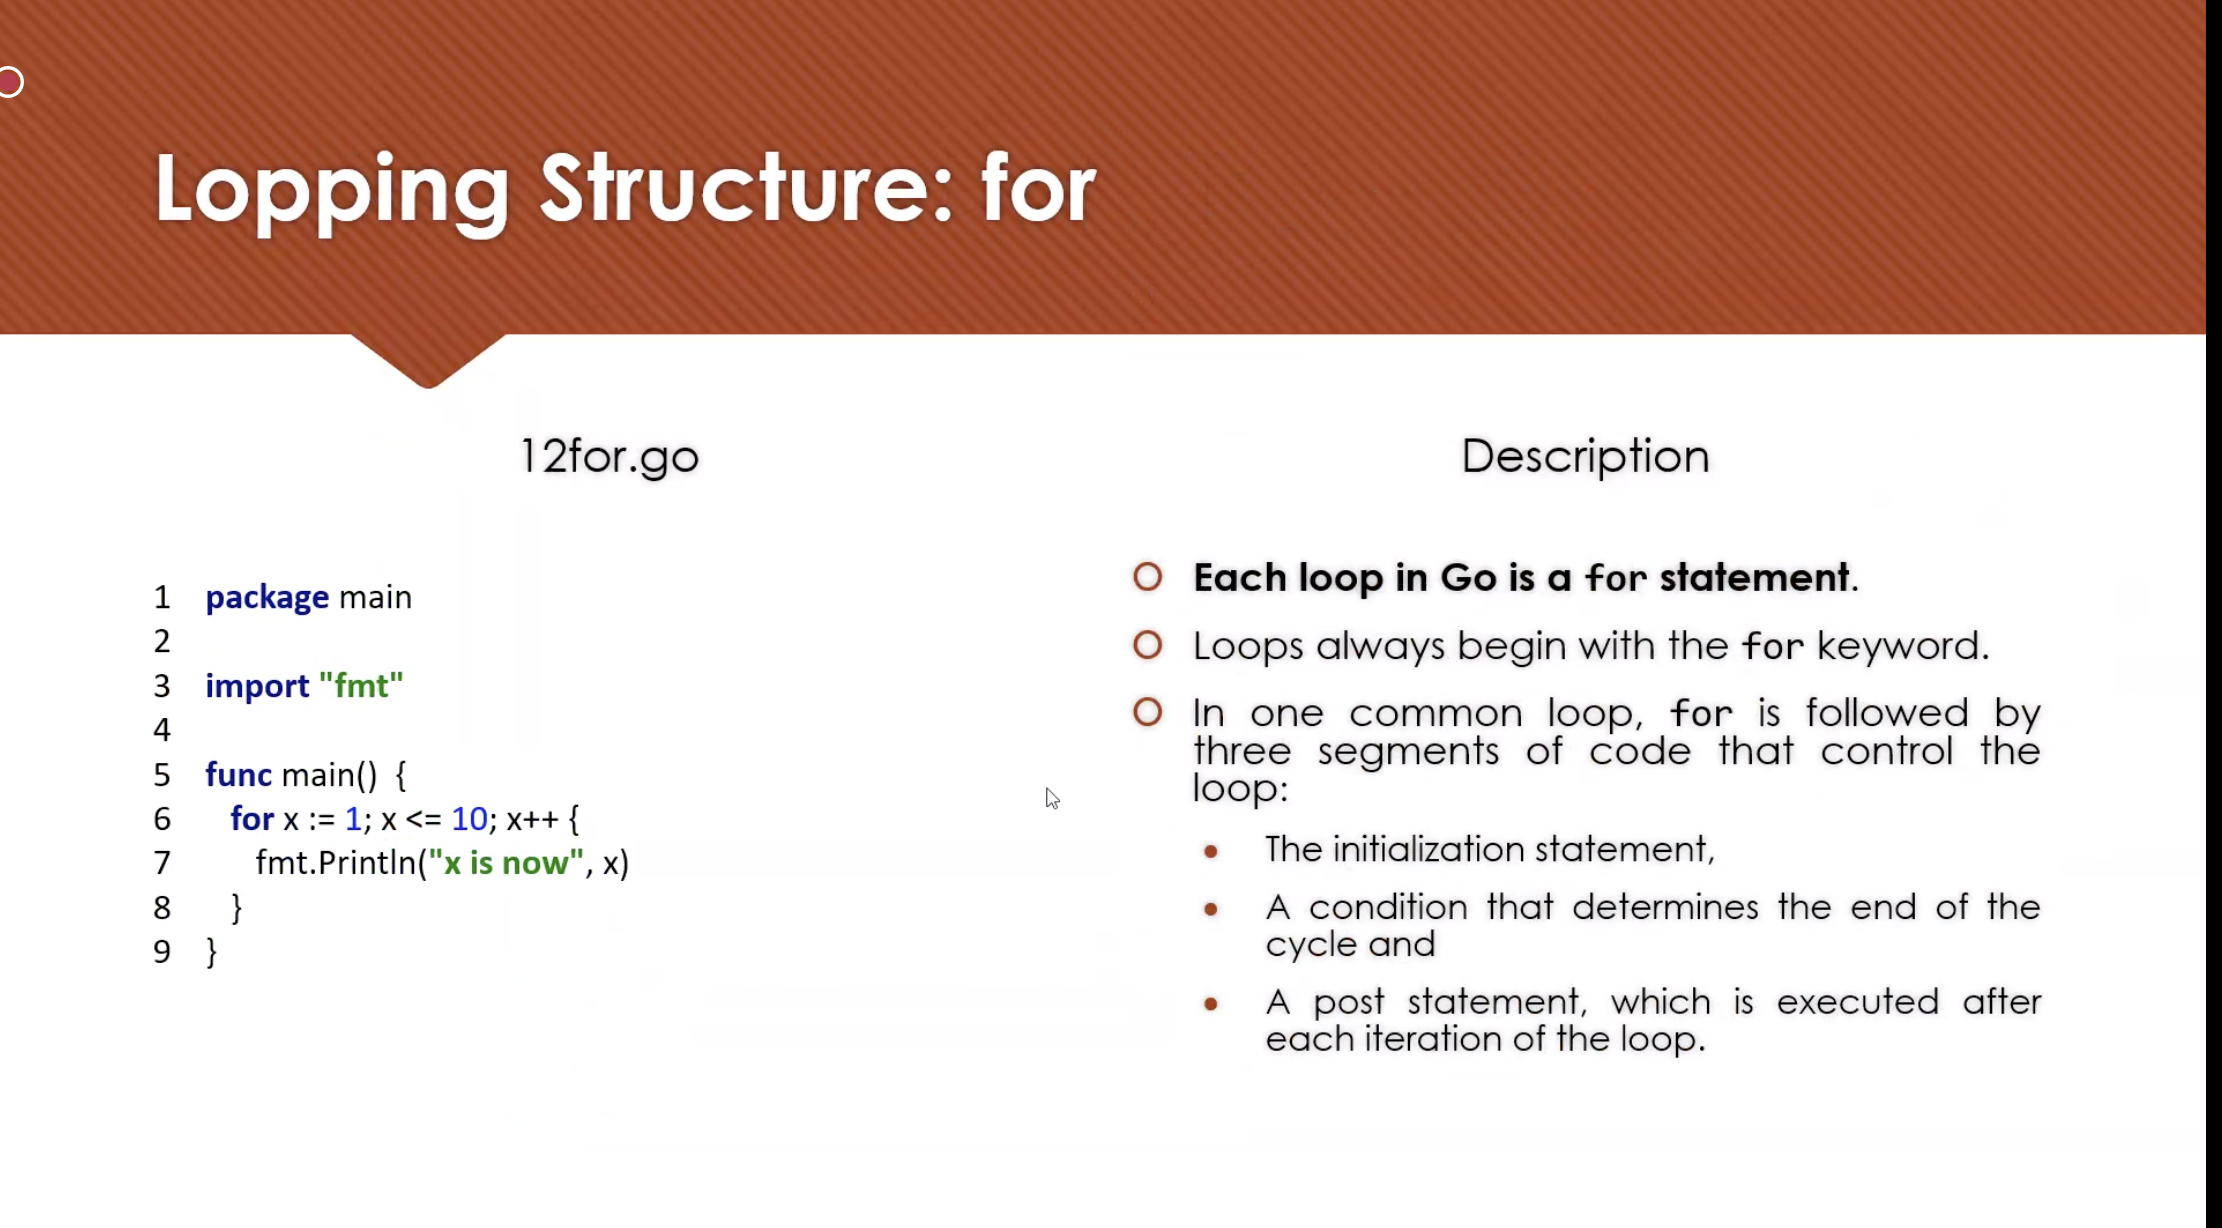 Lopping Structure: for
12for.go
1 package main
2
3 import "fmt"
4
5 func main() {
6 for x := 1; x <= 10; x++ {
7 fmt.Println("x is now", x)
8 }
9 }
Description
Each loop in Go is a for statement.
Loops always begin with the for keyword.
In one common loop, for is followed by
three segments of code that control the
loop:
The initialization statement,
A condition that determines the end of the
cycle and
A post statement, which is executed after
each iteration of the loop.